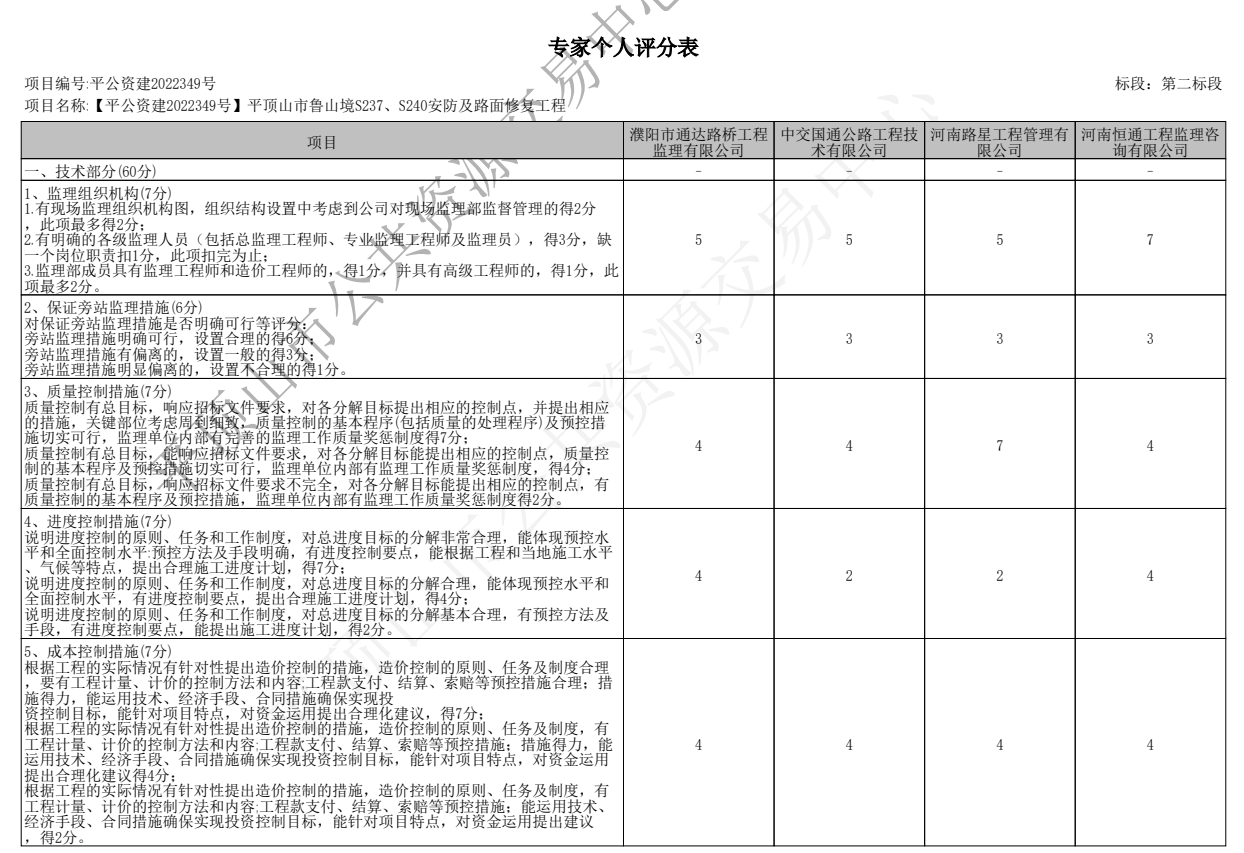 专家个人评分表
项目编号:平公资建2022349号
标段：第二标段
项目名称:【平公资建2022349号】平顶山市鲁山境S237、S240安防及路面修复工程
项目
濮阳市通达路桥工程
监理有限公司
中交国通公路工程技
术有限公司
河南路星工程管理有
限公司
河南恒通工程监理咨
询有限公司
一、技术部分(60分)
- - - -
1、监理组织机构(7分)
1.有现场监理组织机构图，组织结构设置中考虑到公司对现场监理部监督管理的得2分
，此项最多得2分；
2.有明确的各级监理人员（包括总监理工程师、专业监理工程师及监理员），得3分，缺
一个岗位职责扣1分，此项扣完为止；
3.监理部成员具有监理工程师和造价工程师的，得1分，并具有高级工程师的，得1分，此
项最多2分。
5 5 5 7
2、保证旁站监理措施(6分)
对保证旁站监理措施是否明确可行等评分；
旁站监理措施明确可行，设置合理的得6分；
旁站监理措施有偏离的，设置一般的得3分；
旁站监理措施明显偏离的，设置不合理的得1分。
3 3 3 3
3、质量控制措施(7分)
质量控制有总目标，响应招标文件要求，对各分解目标提出相应的控制点，并提出相应
的措施，关键部位考虑周到细致，质量控制的基本程序(包括质量的处理程序)及预控措
施切实可行，监理单位内部有完善的监理工作质量奖惩制度得7分；
质量控制有总目标，能响应招标文件要求，对各分解目标能提出相应的控制点，质量控
制的基本程序及预控措施切实可行，监理单位内部有监理工作质量奖惩制度，得4分；
质量控制有总目标，响应招标文件要求不完全，对各分解目标能提出相应的控制点，有
质量控制的基本程序及预控措施，监理单位内部有监理工作质量奖惩制度得2分。
4 4 7 4
4、进度控制措施(7分)
说明进度控制的原则、任务和工作制度，对总进度目标的分解非常合理，能体现预控水
平和全面控制水平:预控方法及手段明确，有进度控制要点，能根据工程和当地施工水平
、气候等特点，提出合理施工进度计划，得7分；
说明进度控制的原则、任务和工作制度，对总进度目标的分解合理，能体现预控水平和
全面控制水平，有进度控制要点，提出合理施工进度计划，得4分；
说明进度控制的原则、任务和工作制度，对总进度目标的分解基本合理，有预控方法及
手段，有进度控制要点，能提出施工进度计划，得2分。
4 2 2 4
5、成本控制措施(7分)
根据工程的实际情况有针对性提出造价控制的措施，造价控制的原则、任务及制度合理
，要有工程计量、计价的控制方法和内容;工程款支付、结算、索赔等预控措施合理；措
施得力，能运用技术、经济手段、合同措施确保实现投
资控制目标，能针对项目特点，对资金运用提出合理化建议，得7分；
根据工程的实际情况有针对性提出造价控制的措施，造价控制的原则、任务及制度，有
工程计量、计价的控制方法和内容;工程款支付、结算、索赔等预控措施；措施得力，能
运用技术、经济手段、合同措施确保实现投资控制目标，能针对项目特点，对资金运用
提出合理化建议得4分；
根据工程的实际情况有针对性提出造价控制的措施，造价控制的原则、任务及制度，有
工程计量、计价的控制方法和内容;工程款支付、结算、索赔等预控措施；能运用技术、
经济手段、合同措施确保实现投资控制目标，能针对项目特点，对资金运用提出建议
，得2分。
4 4 4 4
平顶山市公共资源交易中心
顶山市公共资源交易中心